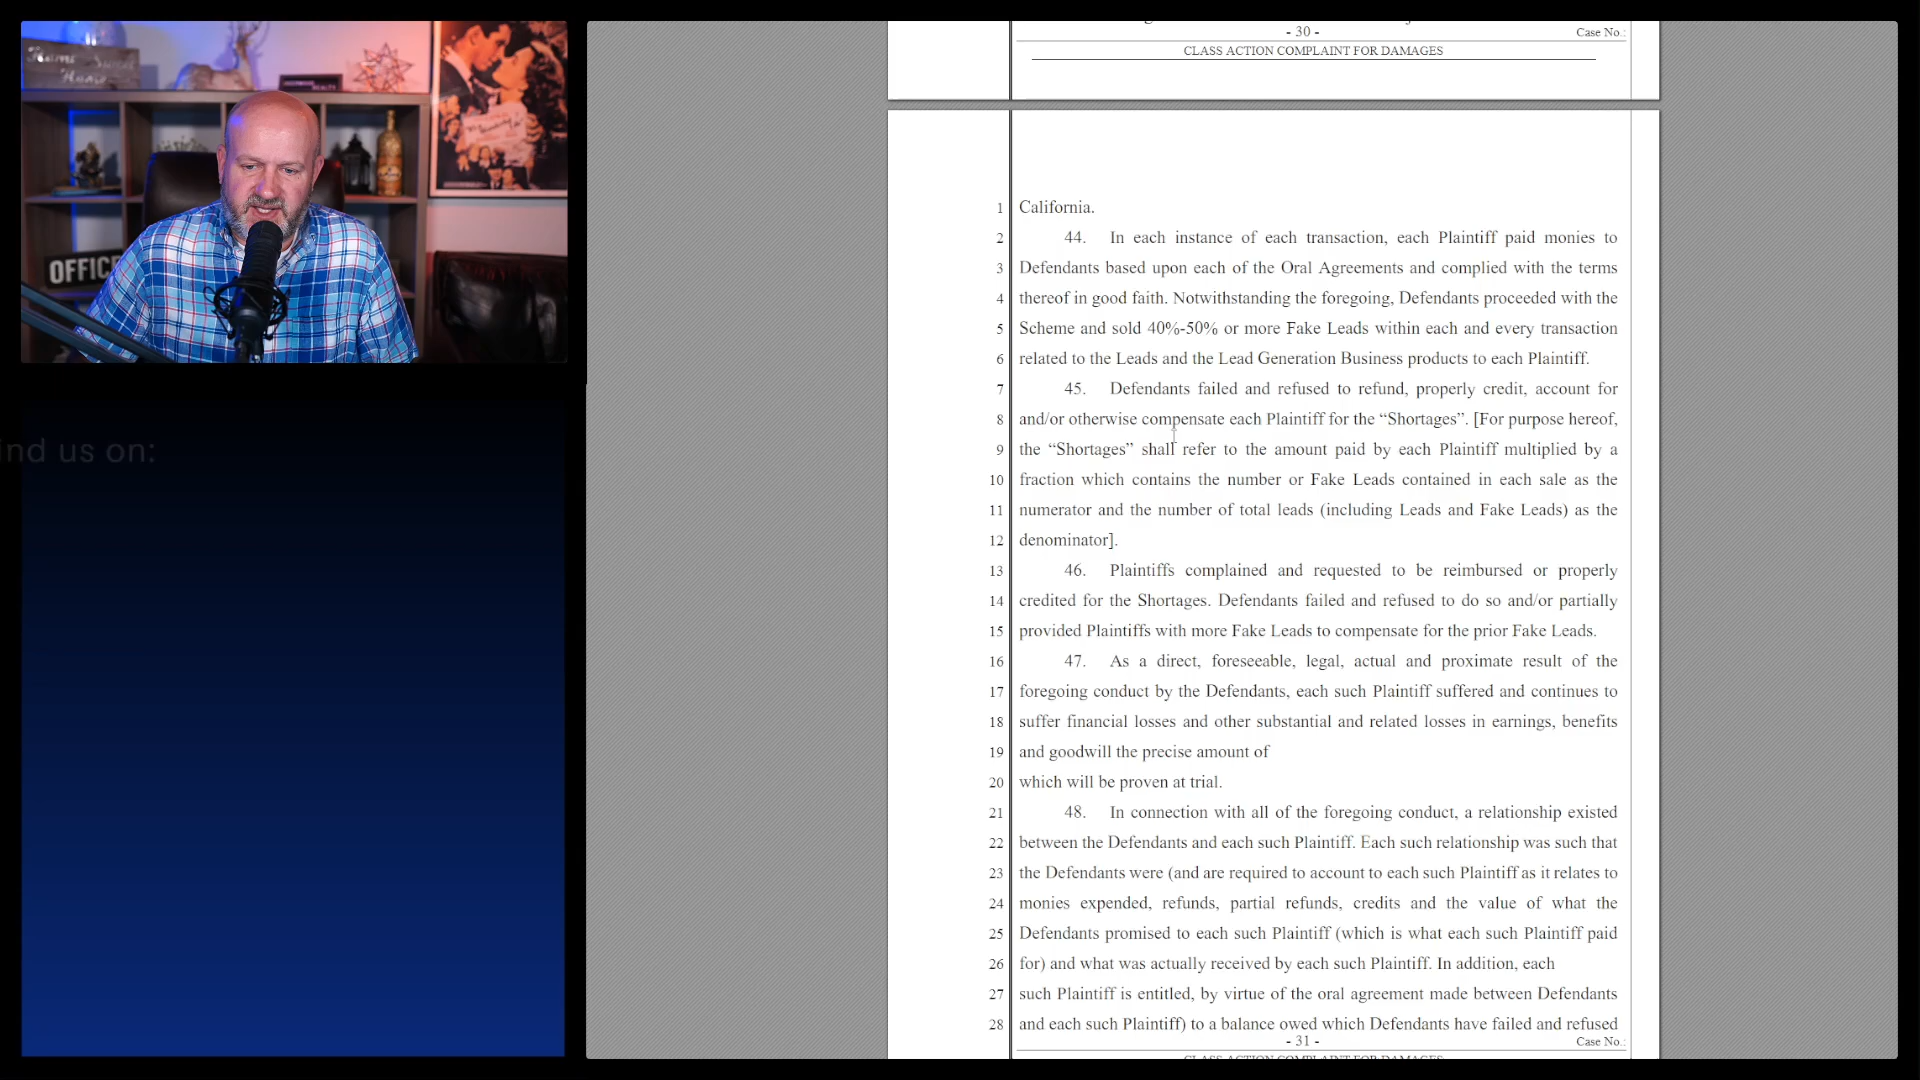 Home Sweet
Home
OFFICE
ind us on:
- 30 -
Case No.:
CLASS ACTION COMPLAINT FOR DAMAGES
1 California.
2 44. In each instance of each transaction, each Plaintiff paid monies to
3 Defendants based upon each of the Oral Agreements and complied with the terms
4 thereof in good faith. Notwithstanding the foregoing, Defendants proceeded with the
5 Scheme and sold 40%-50% or more Fake Leads within each and every transaction
6 related to the Leads and the Lead Generation Business products to each Plaintiff.
7 45. Defendants failed and refused to refund, properly credit, account for
8 and/or otherwise compensate each Plaintiff for the “Shortages”. [For purpose hereof,
9 the “Shortages” shall refer to the amount paid by each Plaintiff multiplied by a
10 fraction which contains the number or Fake Leads contained in each sale as the
11 numerator and the number of total leads (including Leads and Fake Leads) as the
12 denominator].
13 46. Plaintiffs complained and requested to be reimbursed or properly
14 credited for the Shortages. Defendants failed and refused to do so and/or partially
15 provided Plaintiffs with more Fake Leads to compensate for the prior Fake Leads.
16 47. As a direct, foreseeable, legal, actual and proximate result of the
17 foregoing conduct by the Defendants, each such Plaintiff suffered and continues to
18 suffer financial losses and other substantial and related losses in earnings, benefits
19 and goodwill the precise amount of
20 which will be proven at trial.
21 48. In connection with all of the foregoing conduct, a relationship existed
22 between the Defendants and each such Plaintiff. Each such relationship was such that
23 the Defendants were (and are required to account to each such Plaintiff as it relates to
24 monies expended, refunds, partial refunds, credits and the value of what the
25 Defendants promised to each such Plaintiff (which is what each such Plaintiff paid
26 for) and what was actually received by each such Plaintiff. In addition, each
27 such Plaintiff is entitled, by virtue of the oral agreement made between Defendants
28 and each such Plaintiff) to a balance owed which Defendants have failed and refused
- 31 -
Case No.:
CLASS ACTION COMPLAINT FOR DAMAGES